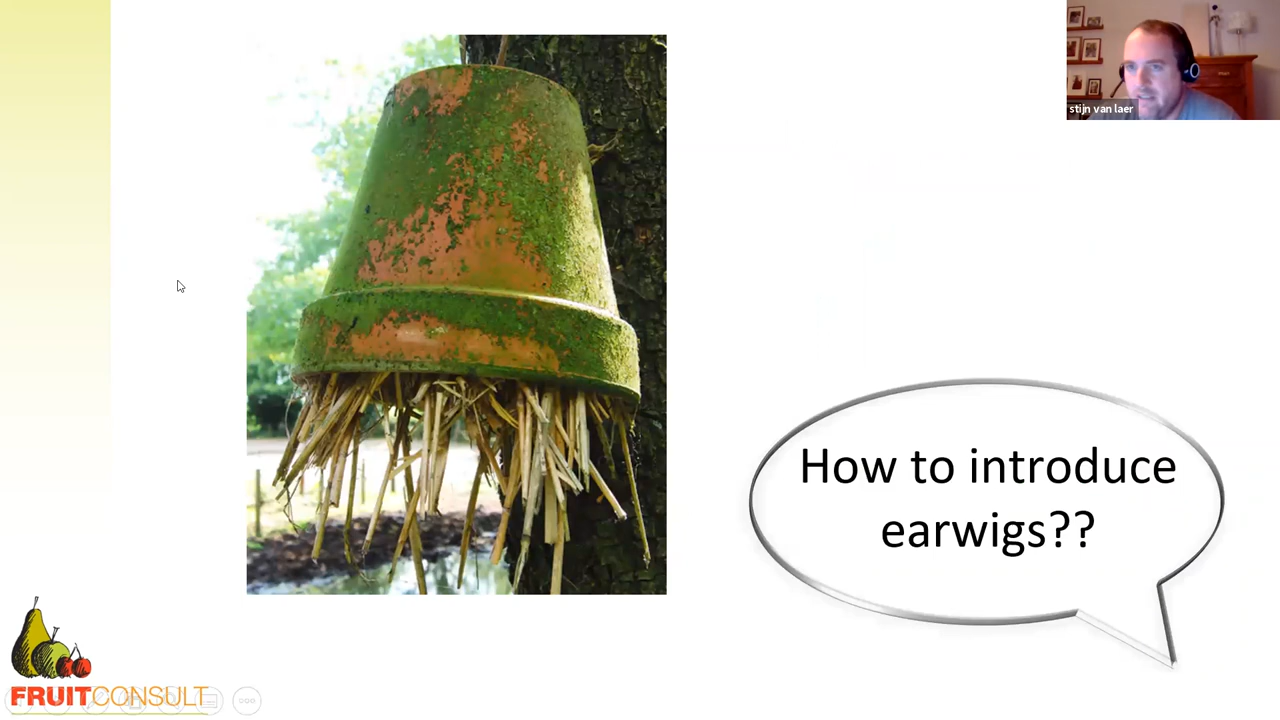 stijn van laer
How to introduce
earwigs??
FRUITCONSULT